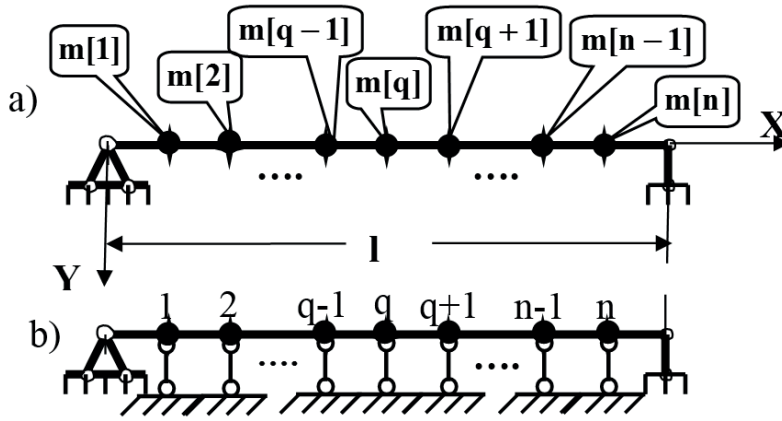 m[q − 1]
m[q + 1]
m[n − 1]
m[1]
m[2]
m[q]
m[n]
a)
X
....
....
l
Y
1 2 q-1 q q+1 n-1 n
b)
....
....